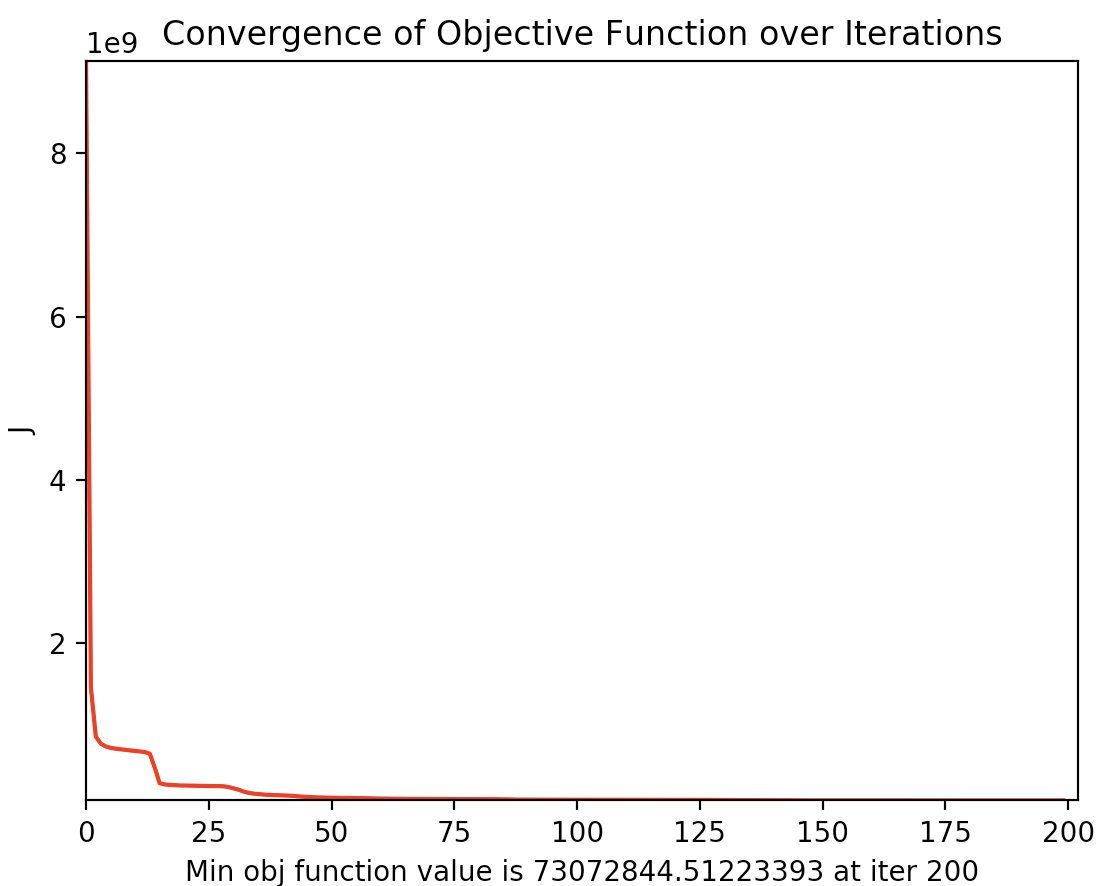 Convergence of Objective Function over Iterations
1e9
8
6
4
2
J
0 25 50 75 100 125 150 175 200
Min obj function value is 73072844.51223393 at iter 200